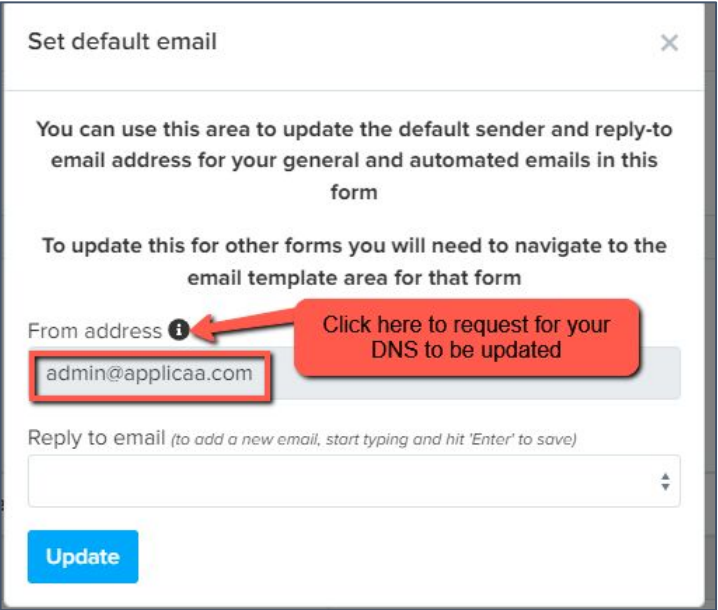 Set default email ×
You can use this area to update the default sender and reply-to
email address for your general and automated emails in this
form
To update this for other forms you will need to navigate to the
email template area for that form
From address
Click here to request for your
DNS to be updated
admin@applicaa.com
Reply to email (to add a new email, start typing and hit 'Enter' to save)
Update